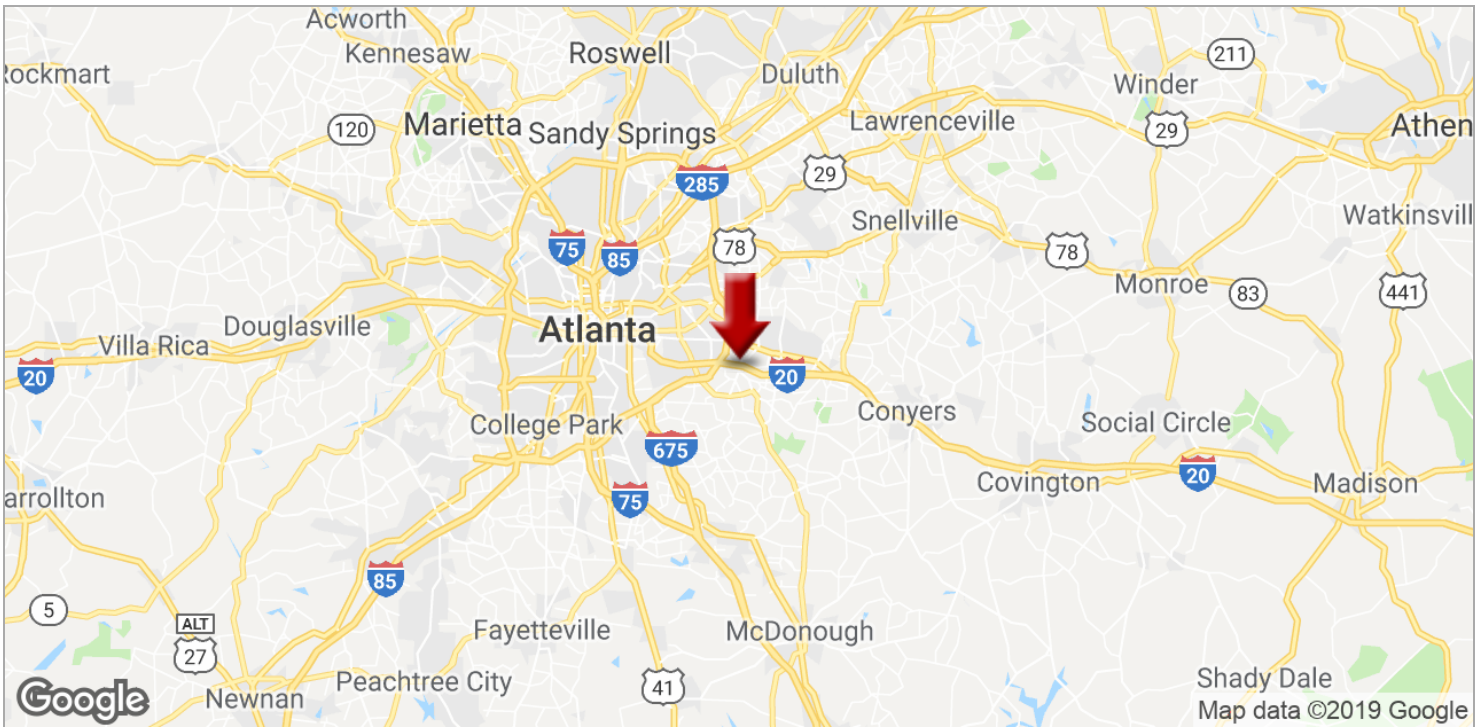 Acworth
Kennesaw
Roswell
Duluth
211
Rockmart
Winder
120
Marietta
Sandy Springs
Lawrenceville
29
Athen
285
29
Snellville
Watkinsvill
75
85
78
78
Monroe
83
441
Douglasville
Atlanta
Villa Rica
20
20
College Park
Conyers
Social Circle
675
20
arrollton
75
Covington
Madison
85
5
ALT
27
Fayetteville
McDonough
Peachtree City
41
Shady Dale
Google
Newnan
Map data ©2019 Google